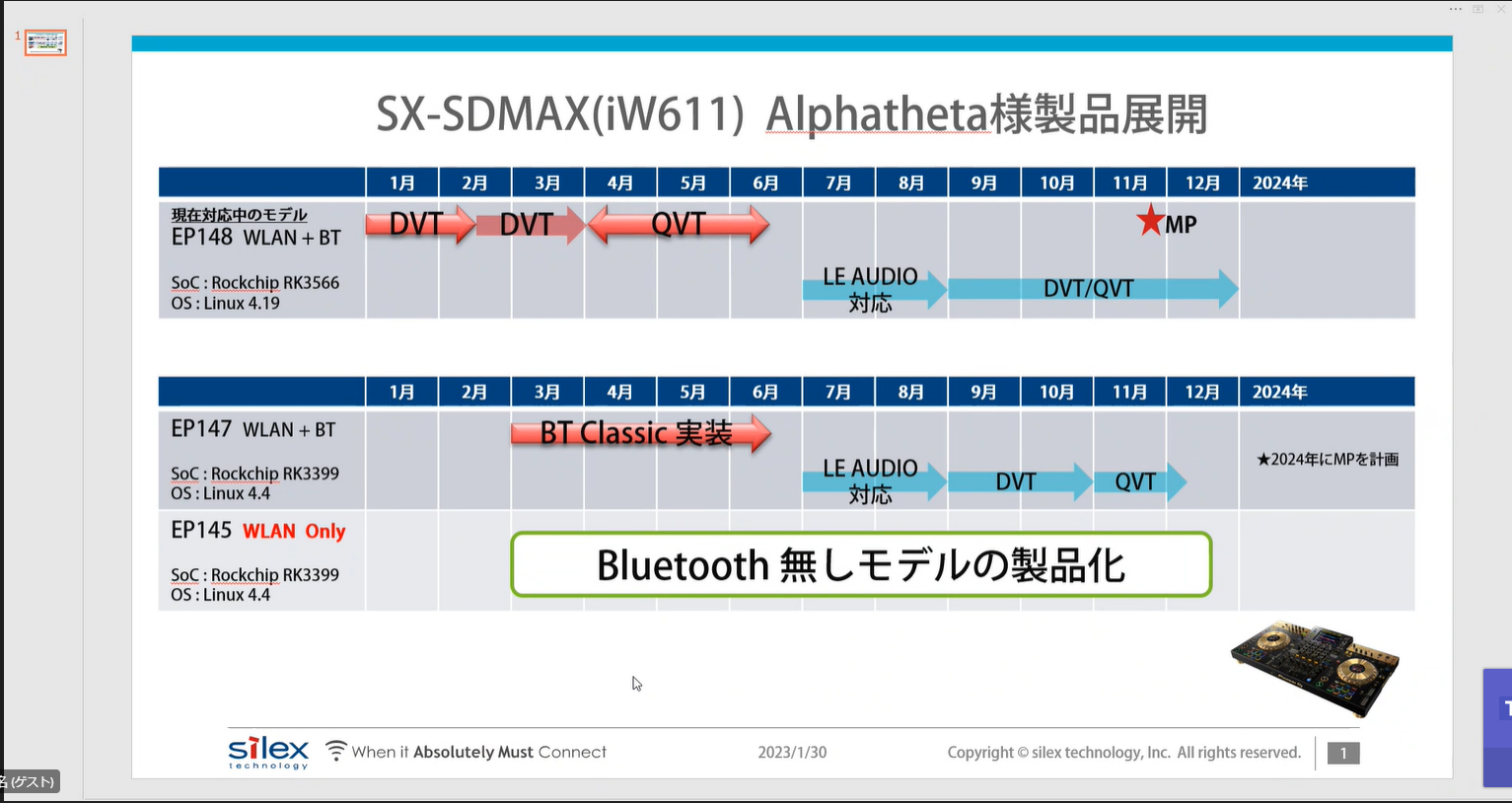 1
SX-SDMAX(iW611) Alphatheta様製品展開
1月 2月 3月 4月 5月 6月 7月 8月 9月 10月 11月 12月 2024年
現在対応中のモデル
EP148 WLAN + BT
SoC : Rockchip RK3566
OS : Linux 4.19
DVT DVT QVT ★MP
LE AUDIO
対応
DVT/QVT
1月 2月 3月 4月 5月 6月 7月 8月 9月 10月 11月 12月 2024年
EP147 WLAN + BT
SoC : Rockchip RK3399
OS : Linux 4.4
BT Classic 実装
LE AUDIO
対応
DVT QVT
★2024年にMPを計画
EP145 WLAN Only
SoC : Rockchip RK3399
OS : Linux 4.4
Bluetooth 無しモデルの製品化
silex
technology
When it Absolutely Must Connect
2023/1/30
Copyright © silex technology, Inc. All rights reserved.
1
名(ゲスト)